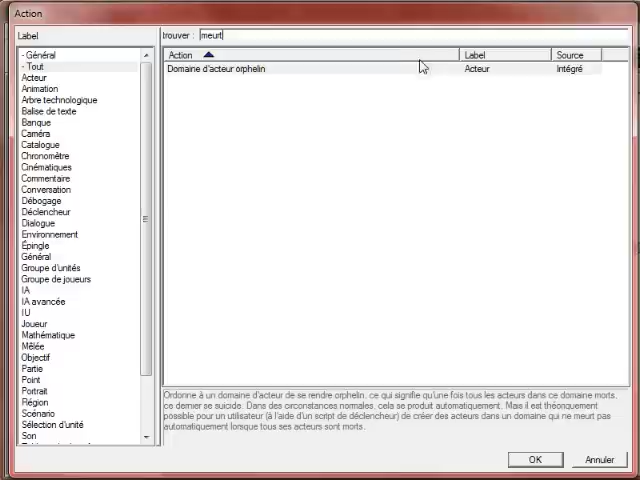 Action
Label
trouver : meurt
- Général
- Tout
Acteur
Animation
Arbre technologique
Balise de texte
Banque
Caméra
Catalogue
Chronomètre
Cinématiques
Commentaire
Conversation
Débogage
Déclencheur
Dialogue
Environnement
Épingle
Général
Groupe d'unités
Groupe de joueurs
IA
IA avancée
IU
Joueur
Mathématique
Mêlée
Objectif
Partie
Point
Portrait
Région
Scénario
Sélection d'unité
Son
Action Label Source
Domaine d'acteur orphelin Acteur Intégré
Ordonne à un domaine d'acteur de se rendre orphelin, ce qui signifie qu'une fois tous les acteurs dans ce domaine morts,
ce dernier se suicide. Dans des circonstances normales, cela se produit automatiquement. Mais il est théoriquement
possible pour un utilisateur (à l'aide d'un script de déclencheur) de créer des acteurs dans un domaine qui ne meurt pas
automatiquement lorsque tous ses acteurs sont morts.
OK Annuler